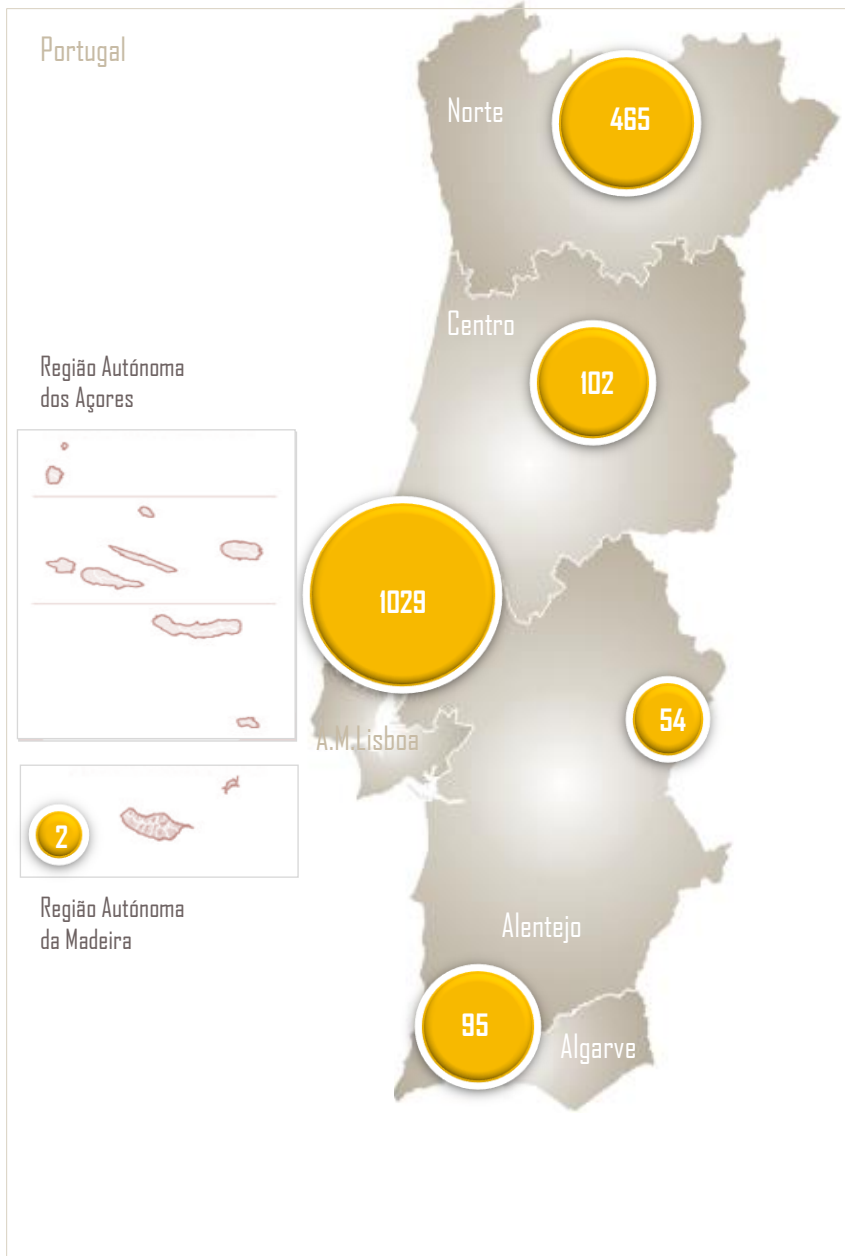 Portugal
Norte
465
Centro
102
Região Autónoma
dos Açores
1029
54
A.M.Lisboa
2
Região Autónoma
da Madeira
Alentejo
95
Algarve